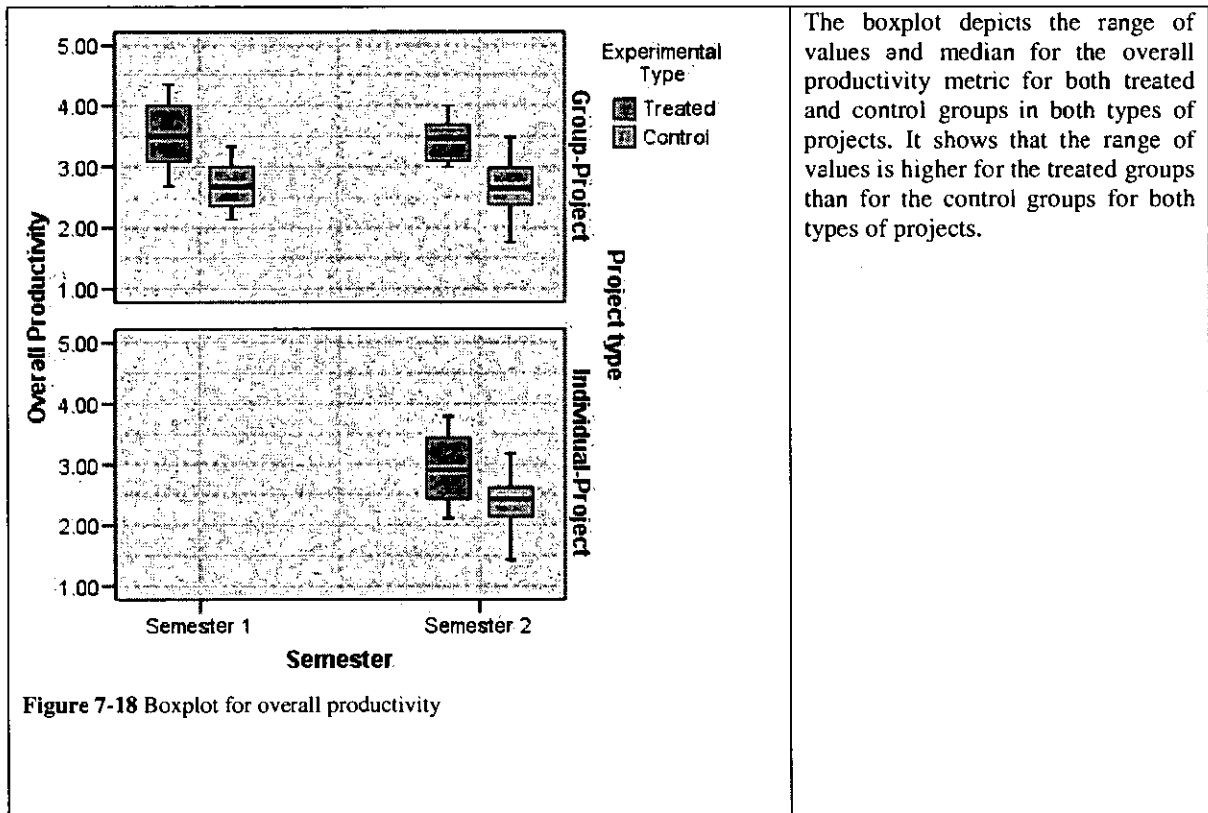 5.00
4.00
3.00
2.00
1.00
5.00
4.00
3.00
2.00
1.00
Overall Productivity
Semester 1
Semester 2
Semester
Group-Project
Individual-Project
Project type
Experimental
Type
Treated
Control
Figure 7-18 Boxplot for overall productivity
The boxplot depicts the range of
values and median for the overall
productivity metric for both treated
and control groups in both types of
projects. It shows that the range of
values is higher for the treated groups
than for the control groups for both
types of projects.